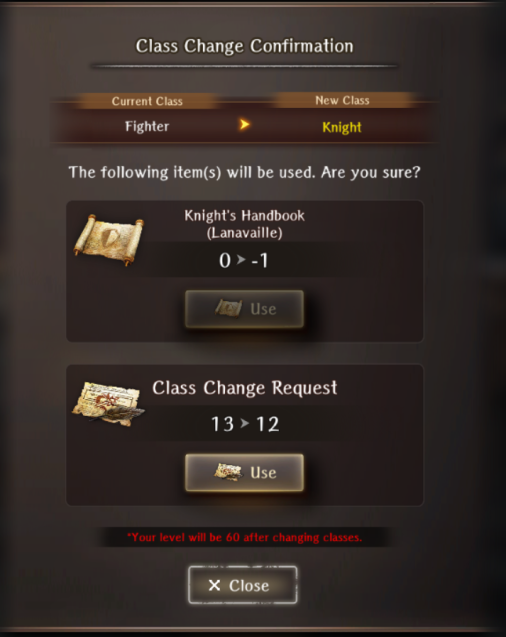 Class Change Confirmation
Current Class
New Class
Fighter
Knight
The following item(s) will be used. Are you sure?
Knight's Handbook
(Lanavaille)
0 > -1
Use
Class Change Request
13 > 12
Use
*Your level will be 60 after changing classes.
× Close